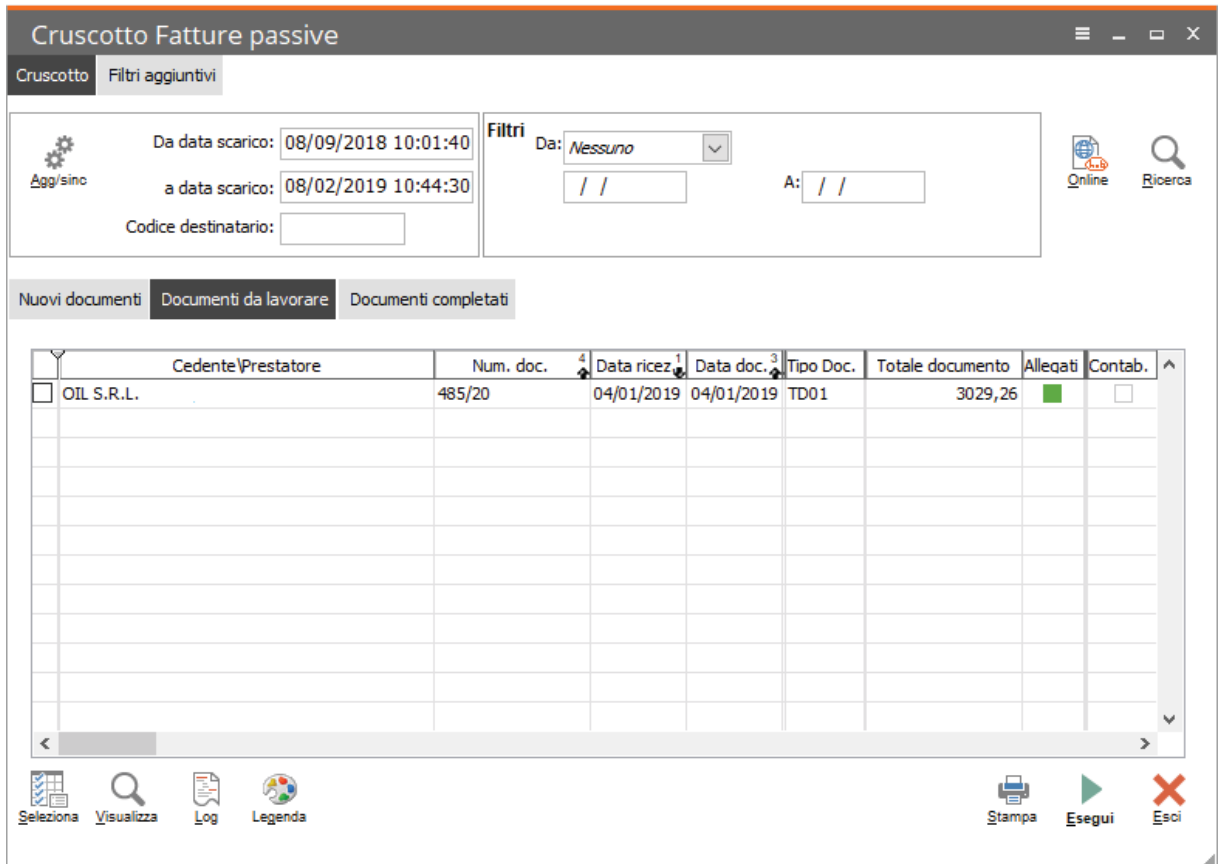 Cruscotto Fatture passive
Cruscotto Filtri aggiuntivi
Da data scarico: 08/09/2018 10:01:40
a data scarico: 08/02/2019 10:44:30
Codice destinatario:
Agg/sinc
Filtri
Da: Nessuno
/ / A: / /
Online Ricerca
Nuovi documenti Documenti da lavorare Documenti completati
Cedente\Prestatore Num. doc. 4 Data ricez. 1 Data doc. 3 Tipo Doc. Totale documento Allegati Contab.
OIL S.R.L. 485/20 04/01/2019 04/01/2019 TD01 3029,26
Seleziona Visualizza Log Legenda Stampa Esegui Esci